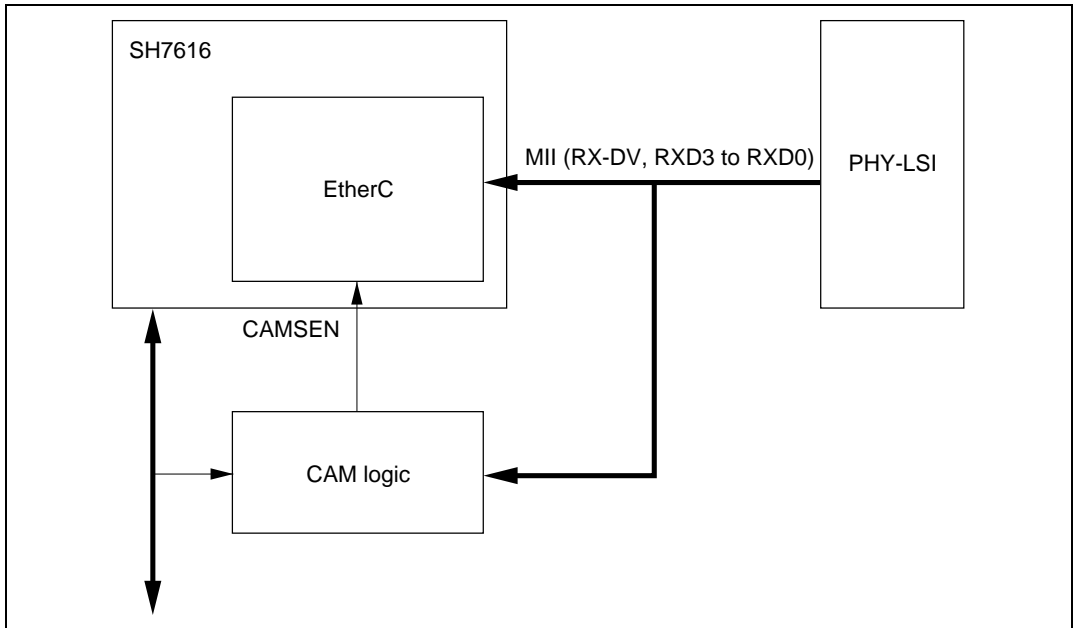 SH7616
MII (RX-DV, RXD3 to RXD0)
PHY-LSI
EtherC
CAMSEN
CAM logic